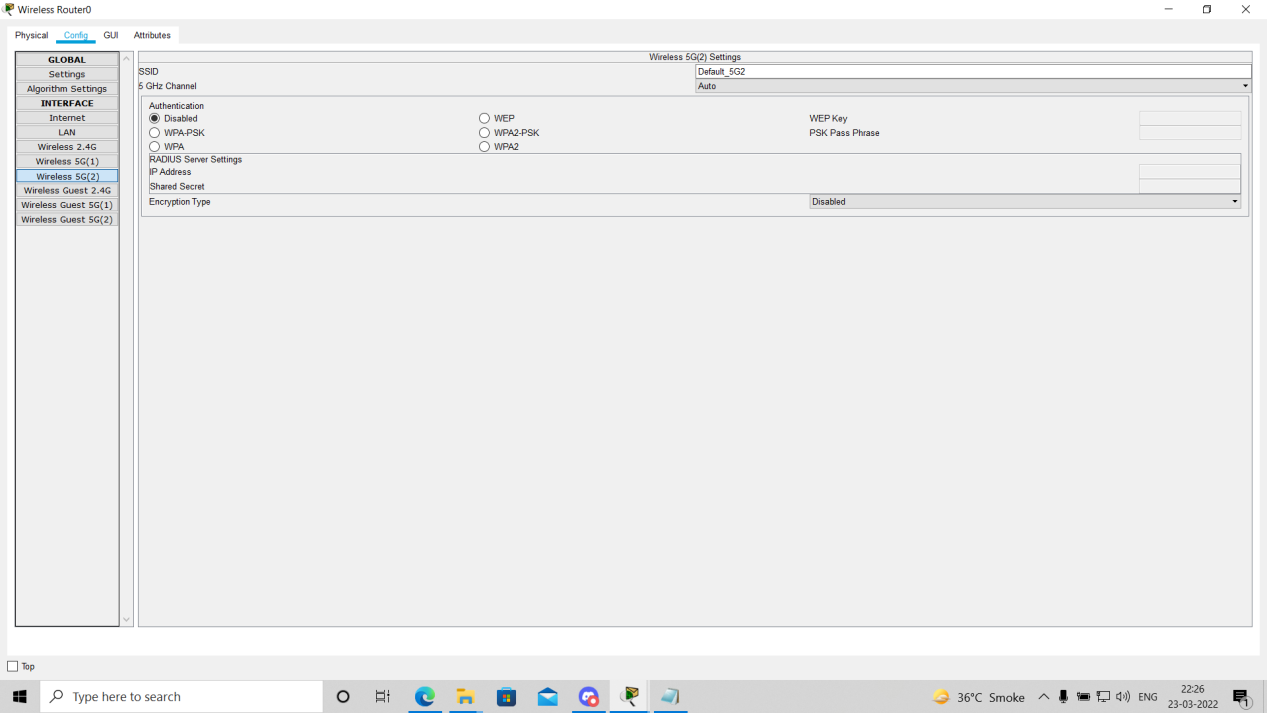 Wireless Router0
Physical Config GUI Attributes
GLOBAL
Settings
Algorithm Settings
INTERFACE
Internet
LAN
Wireless 2.4G
Wireless 5G(1)
Wireless 5G(2)
Wireless Guest 2.4G
Wireless Guest 5G(1)
Wireless Guest 5G(2)
Wireless 5G(2) Settings
SSID Default_5G2
5 GHz Channel Auto
Authentication
Disabled WEP WEP Key
WPA-PSK WPA2-PSK PSK Pass Phrase
WPA WPA2
RADIUS Server Settings
IP Address
Shared Secret
Encryption Type Disabled
Top
Type here to search
36°C Smoke ENG
22:26
23-03-2022
1